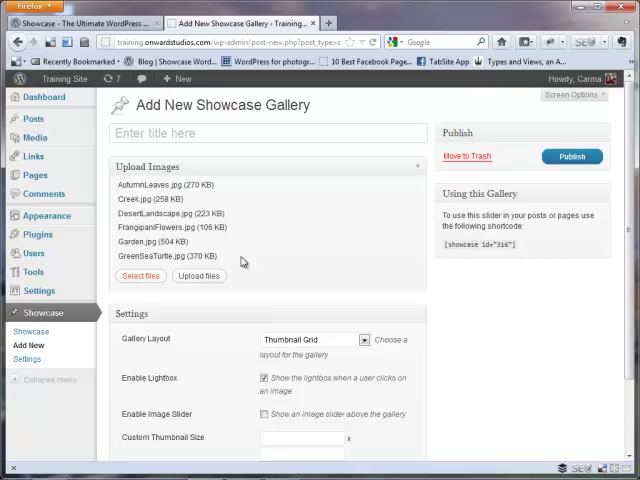 Firefox
Showcase - The Ultimate WordPress ...
Add New Showcase Gallery ‹ Training...
training.onwardstudios.com/wp-admin/post-new.php?post_type=s
Google
Recently Bookmarked
Blog | Showcase Word...
WordPress for photogr...
10 Best Facebook Page...
TabSite App
Types and Views, an A...
Training Site
7
New
Howdy, Carma
Screen Options
Dashboard
Posts
Media
Links
Pages
Comments
Appearance
Plugins
Users
Tools
Settings
Showcase
Showcase
Add New
Settings
Collapse menu
Add New Showcase Gallery
Enter title here
Upload Images
AutumnLeaves.jpg (270 KB)
Creek.jpg (258 KB)
DesertLandscape.jpg (223 KB)
FrangipaniFlowers.jpg (106 KB)
Garden.jpg (504 KB)
GreenSeaTurtle.jpg (370 KB)
Select files
Upload files
Settings
Gallery Layout
Thumbnail Grid
Choose a
layout for the gallery
Enable Lightbox
Show the lightbox when a user clicks on
an image
Enable Image Slider
Show an image slider above the gallery
Custom Thumbnail Size
x
Publish
Move to Trash
Publish
Using this Gallery
To use this slider in your posts or pages use
the following shortcode:
[showcase id="316"]